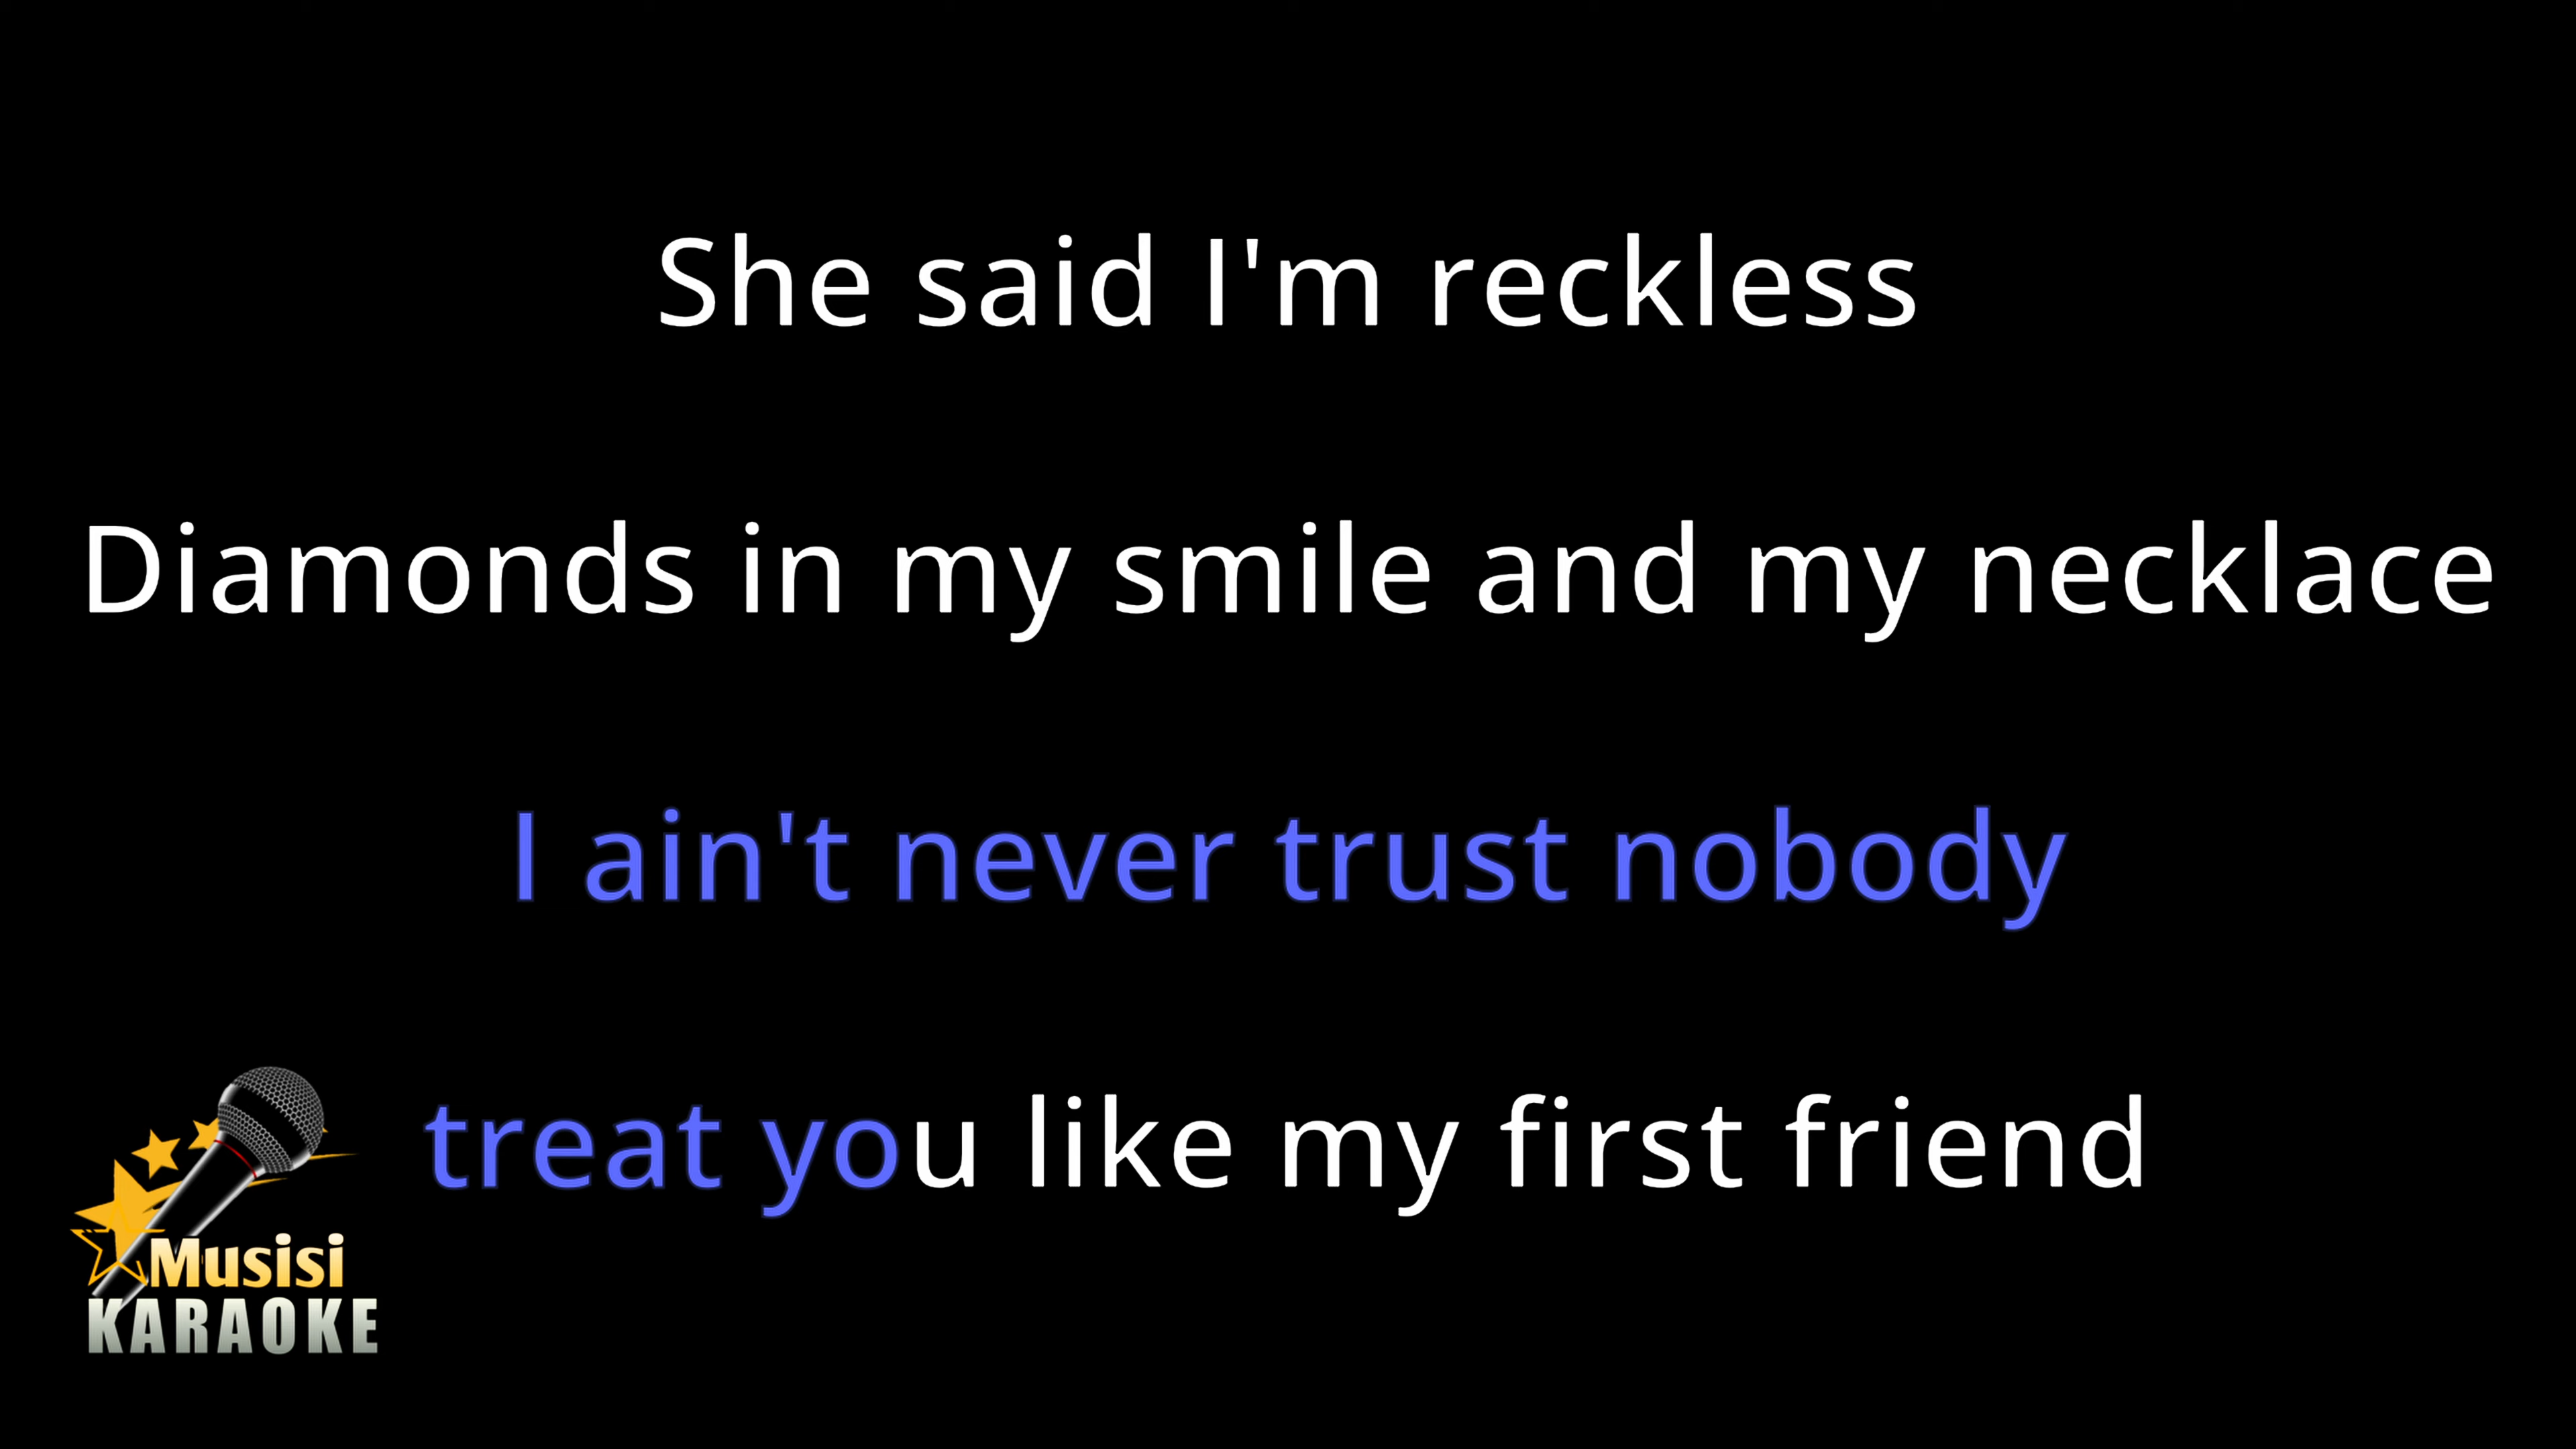 She said I'm reckless
Diamonds in my smile and my necklace
I ain't never trust nobody
treat you like my first friend
Musisi
KARAOKE